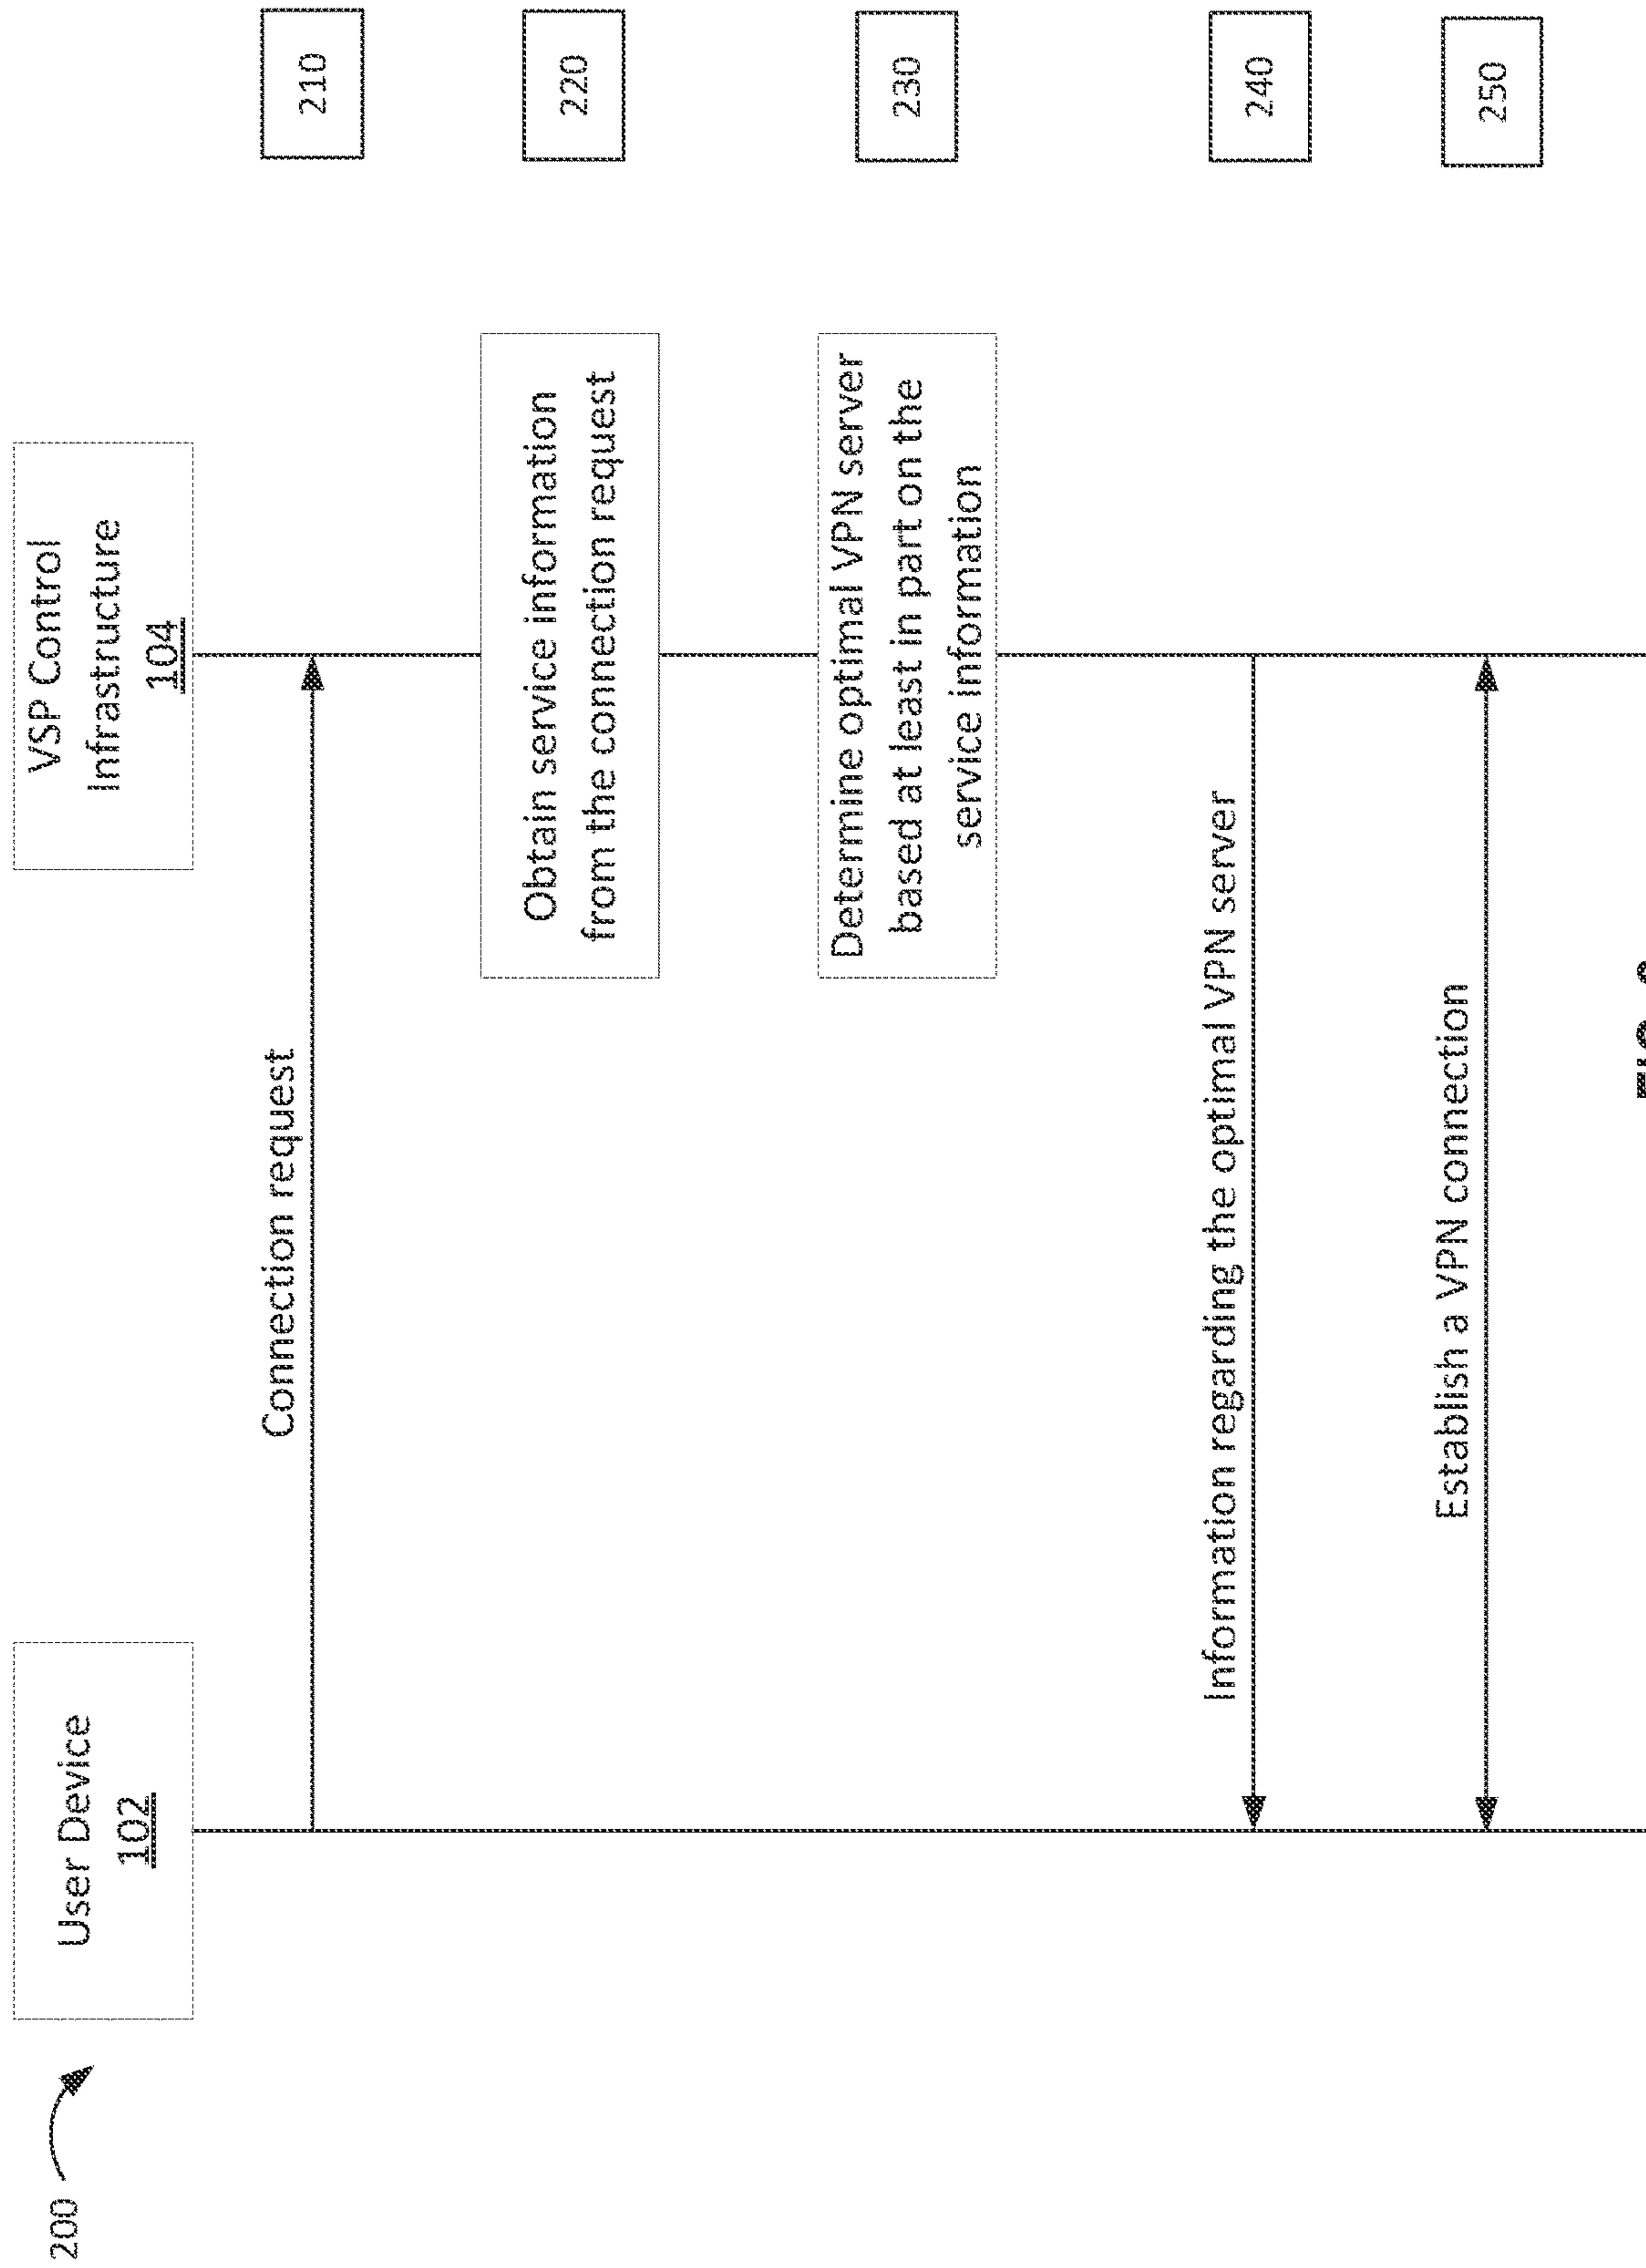 200
User Device
102
VSP Control
Infrastructure
104
Connection request
210
Obtain service information
from the connection request
220
Determine optimal VPN server
based at least in part on the
service information
230
Information regarding the optimal VPN server
240
Establish a VPN connection
250